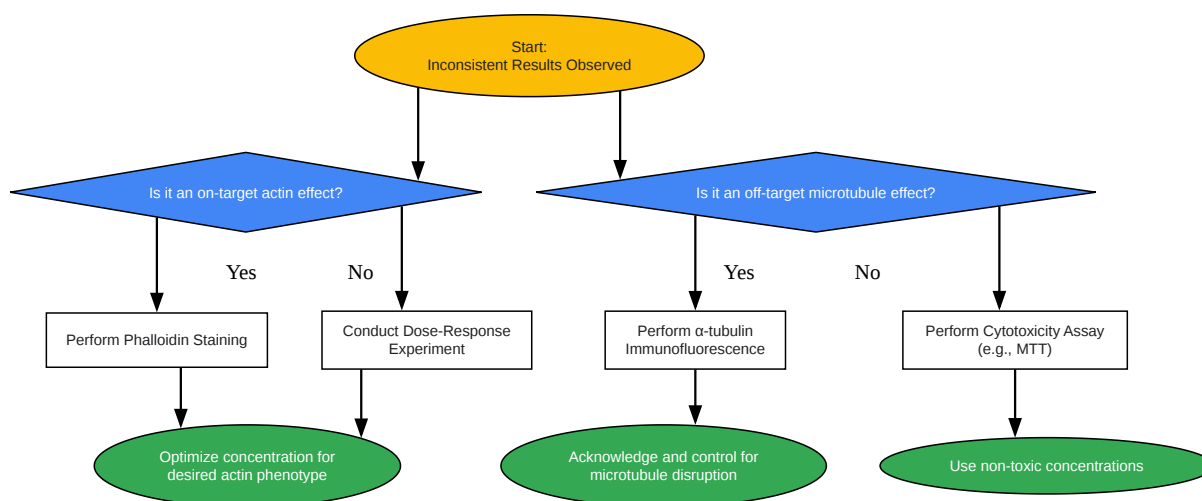 Start:
Inconsistent Results Observed
Is it an on-target actin effect?
Is it an off-target microtubule effect?
Yes
No
Yes
No
Perform Phalloidin Staining
Conduct Dose-Response
Experiment
Perform α-tubulin
Immunofluorescence
Perform Cytotoxicity Assay
(e.g., MTT)
Optimize concentration for
desired actin phenotype
Acknowledge and control for
microtubule disruption
Use non-toxic concentrations